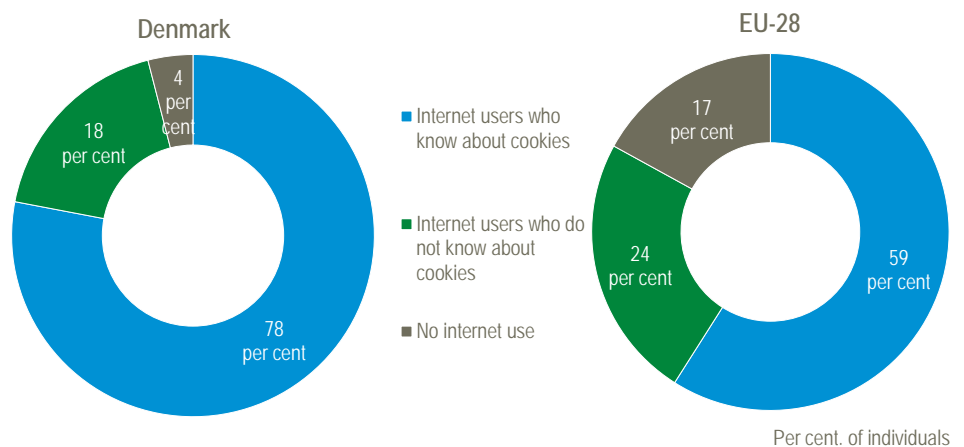 Denmark
4
per
cent
18
per cent
78
per cent
Internet users who
know about cookies
Internet users who do
not know about
cookies
No internet use
EU-28
17
per cent
24
per cent
59
per cent
Per cent. of individuals